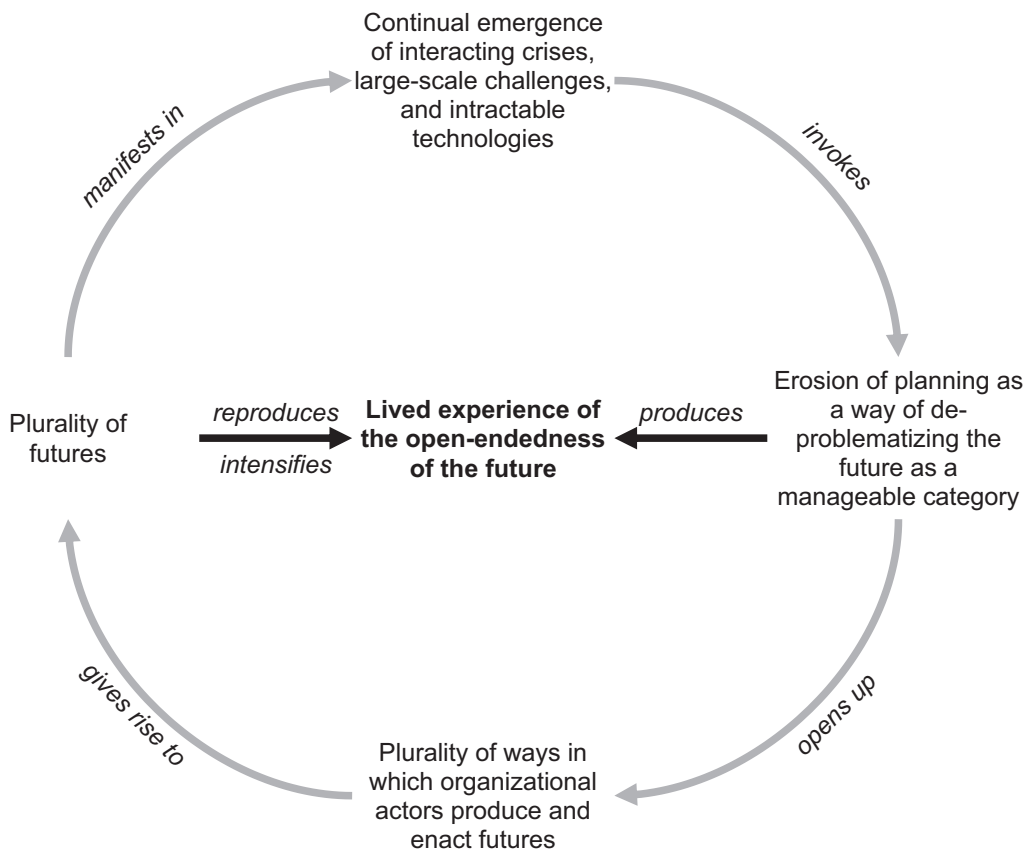 Continual emergence
of interacting crises,
large-scale challenges,
and intractable
technologies
manifests in
invokes
Plurality of
futures
reproduces
intensifies
Lived experience of
the open-endedness
of the future
produces
Erosion of planning as
a way of de-
problematizing the
future as a
manageable category
gives rise to
opens up
Plurality of ways in
which organizational
actors produce and
enact futures